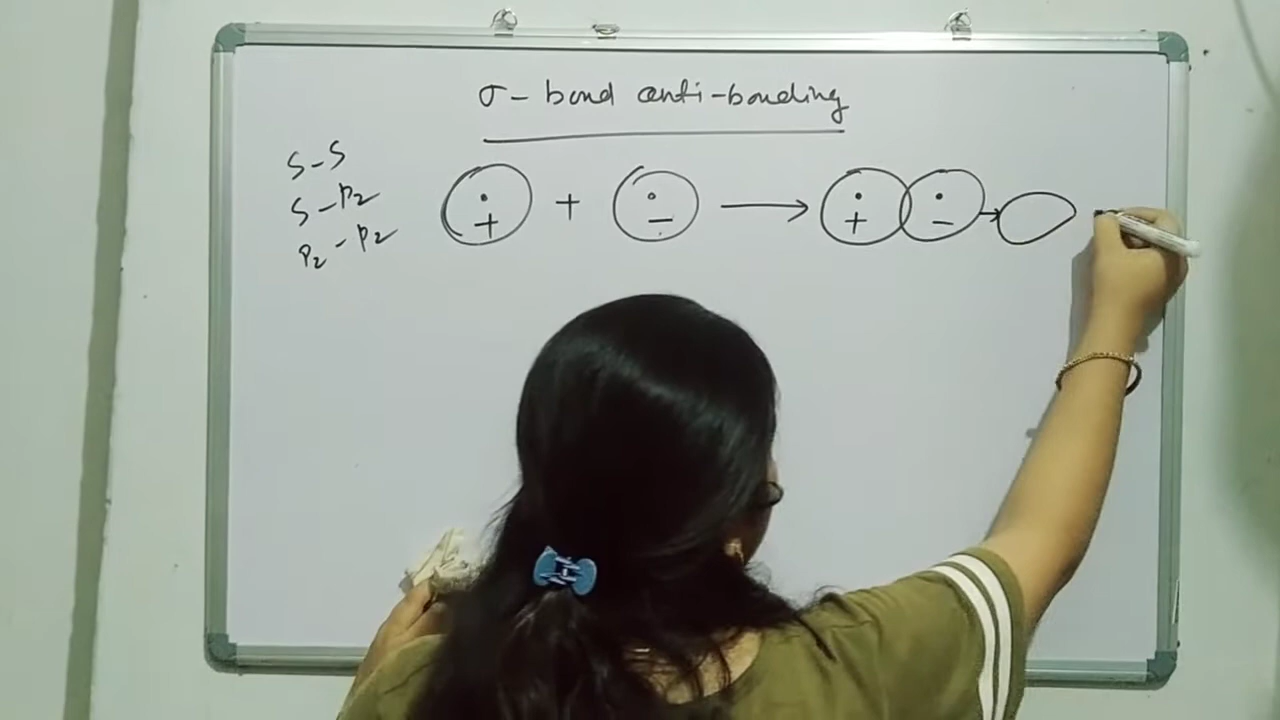 σ- bond anti-bonding
S-S
S-P2
P2-P2
+ + - → + - →